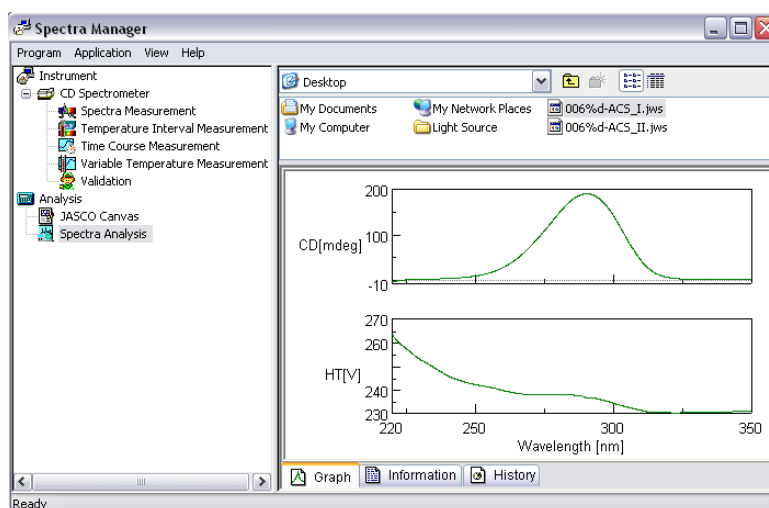 Spectra Manager
Program Application View Help
Instrument
CD Spectrometer
Spectra Measurement
Temperature Interval Measurement
Time Course Measurement
Variable Temperature Measurement
Validation
Analysis
JASCO Canvas
Spectra Analysis
Desktop
My Documents My Network Places 006%d-ACS_I.jws
My Computer Light Source 006%d-ACS_II.jws
200
100
CD[mdeg]
-10
270
260
HT[V]
240
230
220 250 300 350
Wavelength [nm]
Graph Information History
Ready